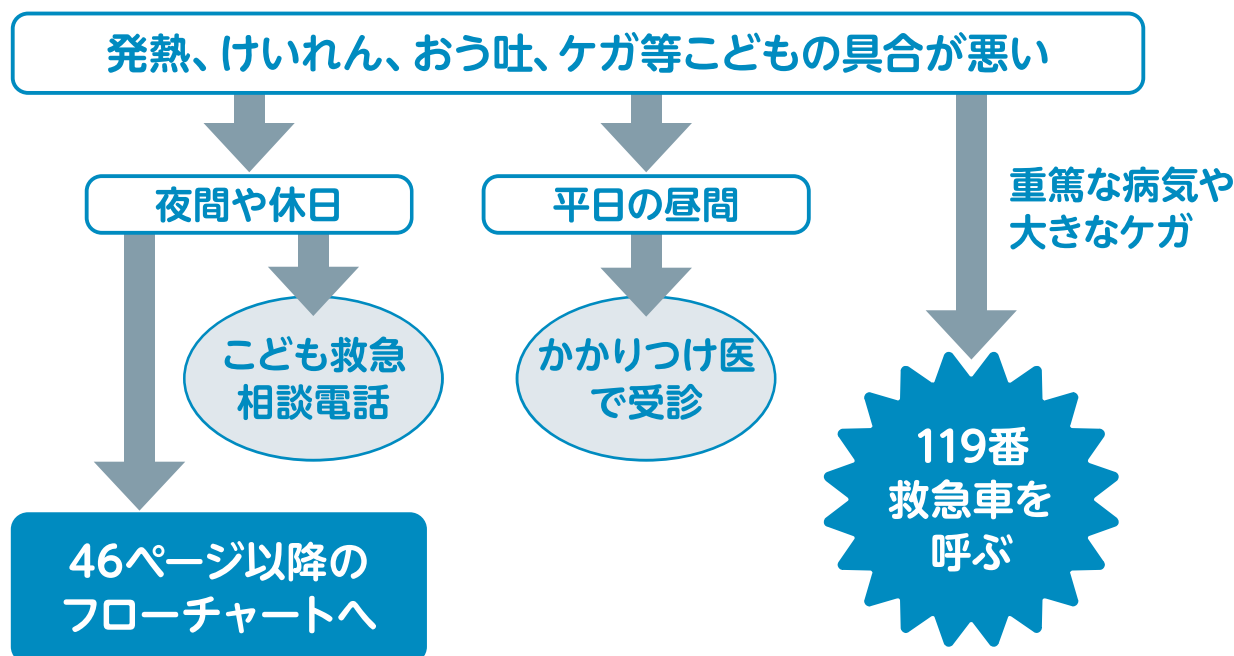 発熱、けいれん、おう吐、ケガ等こどもの具合が悪い
夜間や休日
平日の昼間
重篤な病気や
大きなケガ
こども救急
相談電話
かかりつけ医
で受診
119番
救急車を
呼ぶ
46ページ以降の
フローチャートへ